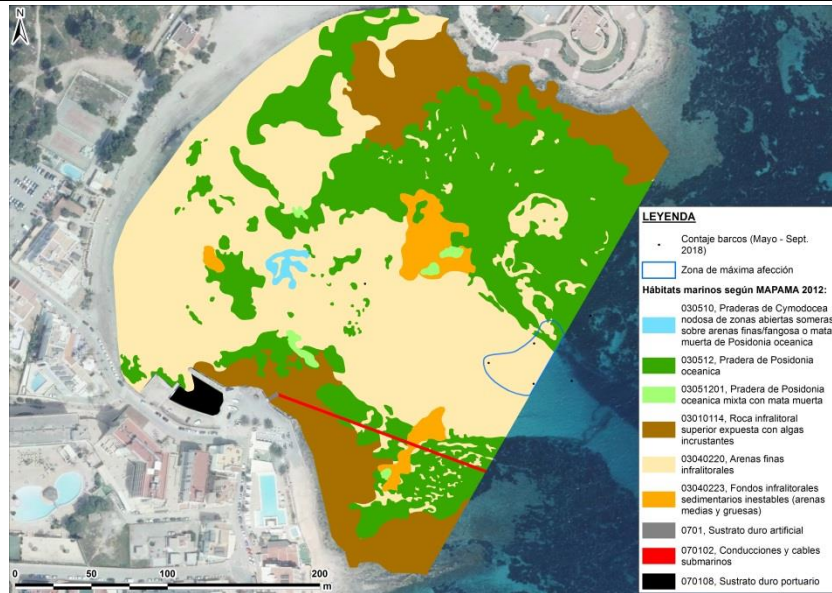 N
LEYENDA
Contaje barcos (Mayo - Sept.
2018)
Zona de máxima afección
Hábitats marinos según MAPAMA 2012:
030510, Praderas de Cymodocea
nodosa de zonas abiertas someras
sobre arenas finas/fangosa o mata
muerta de Posidonia oceanica
030512, Pradera de Posidonia
oceanica
03051201, Pradera de Posidonia
oceanica mixta con mata muerta
03010114, Roca infralitoral
superior expuesta con algas
incrustantes
03040220, Arenas finas
infralitorales
03040223, Fondos infralitorales
sedimentarios inestables (arenas
medias y gruesas)
0701, Sustrato duro artificial
070102, Conducciones y cables
submarinos
070108, Sustrato duro portuario
0 50 100 200
m